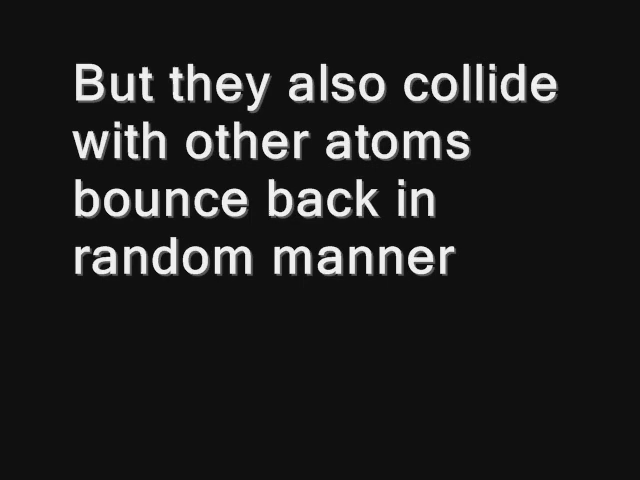 But they also collide
with other atoms
bounce back in
random manner